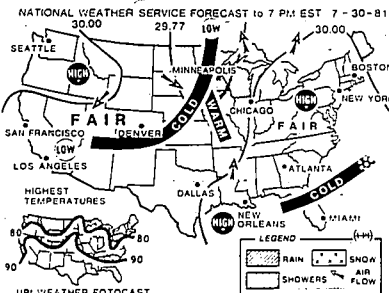 NATIONAL WEATHER SERVICE FORECAST to 7 PM EST 7-30-81
30.00
29.77
LOW
30.00
SEATTLE
HIGH
MINNEAPOLIS
BOSTON
NEW YORK
COLD
WARM
CHICAGO
HIGH
FAIR
FAIR
SAN FRANCISCO
DENVER
LOW
LOS ANGELES
ATLANTA
DALLAS
COLD
HIGHEST
TEMPERATURES
HIGH
NEW
ORLEANS
MIAMI
80
80
90
90
LEGEND
RAIN
SNOW
SHOWERS
AIR
FLOW
UPI WEATHER FOTOCAST